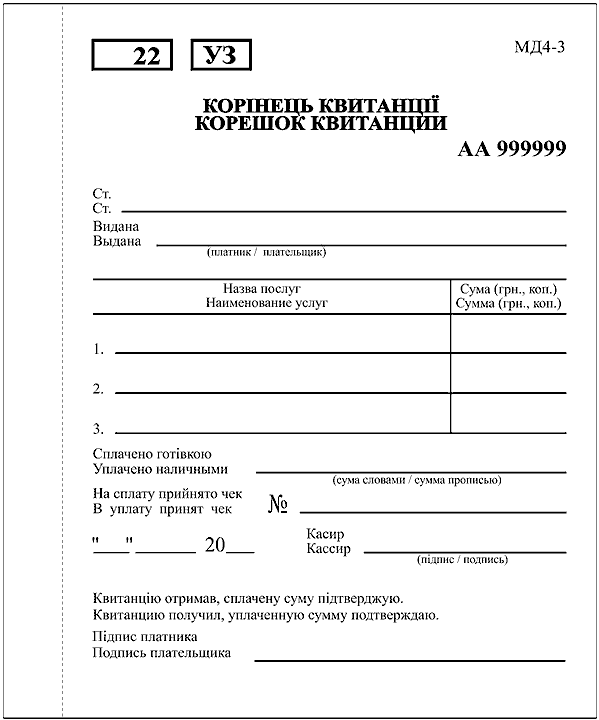 22 УЗ МД4-3
КОРІНЕЦЬ КВИТАНЦІЇ
КОРЕШОК КВИТАНЦИИ
АА 999999
Ст.
Ст.
Видана
Выдана
(платник / плательщик)
Назва послуг Сума (грн., коп.)
Наименование услуг Сумма (грн., коп.)
1.
2.
3.
Сплачено готівкою
Уплачено наличными
(сума словами / сумма прописью)
На сплату прийнято чек
В уплату принят чек №
Касир
"___" ______ 20___ Кассир
(підпис / подпись)
Квитанцію отримав, сплачену суму підтверджую.
Квитанцию получил, уплаченную сумму подтверждаю.
Підпис платника
Подпись плательщика